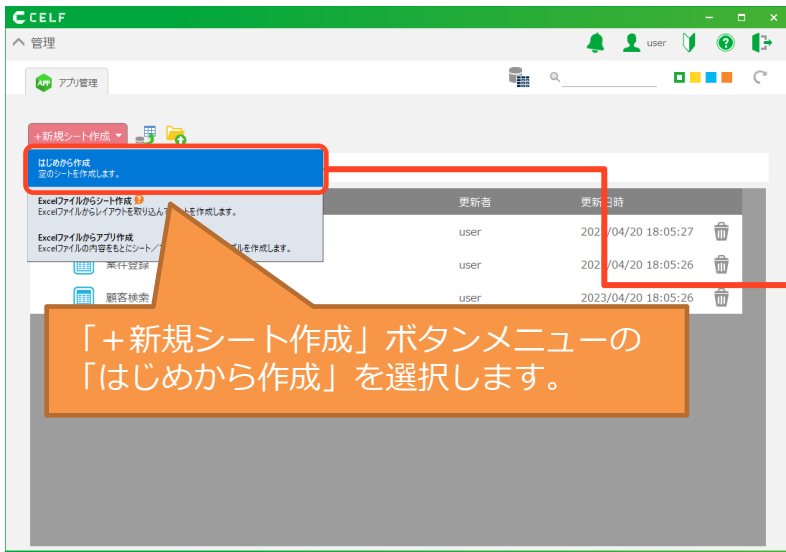 CELF
管理
user
APP アプリ管理
+新規シート作成
はじめから作成
空のシートを作成します。
Excelファイルからシート作成
Excelファイルからレイアウトを取り込んで
を作成します。
Excelファイルからアプリ作成
Excelファイルの内容をもとにシート/
ブルを作成します。
更新者 更新日時
user 2023/04/20 18:05:27
案件登録 user 2023/04/20 18:05:26
顧客検索 user 2023/04/20 18:05:26
「+新規シート作成」ボタンメニューの
「はじめから作成」を選択します。